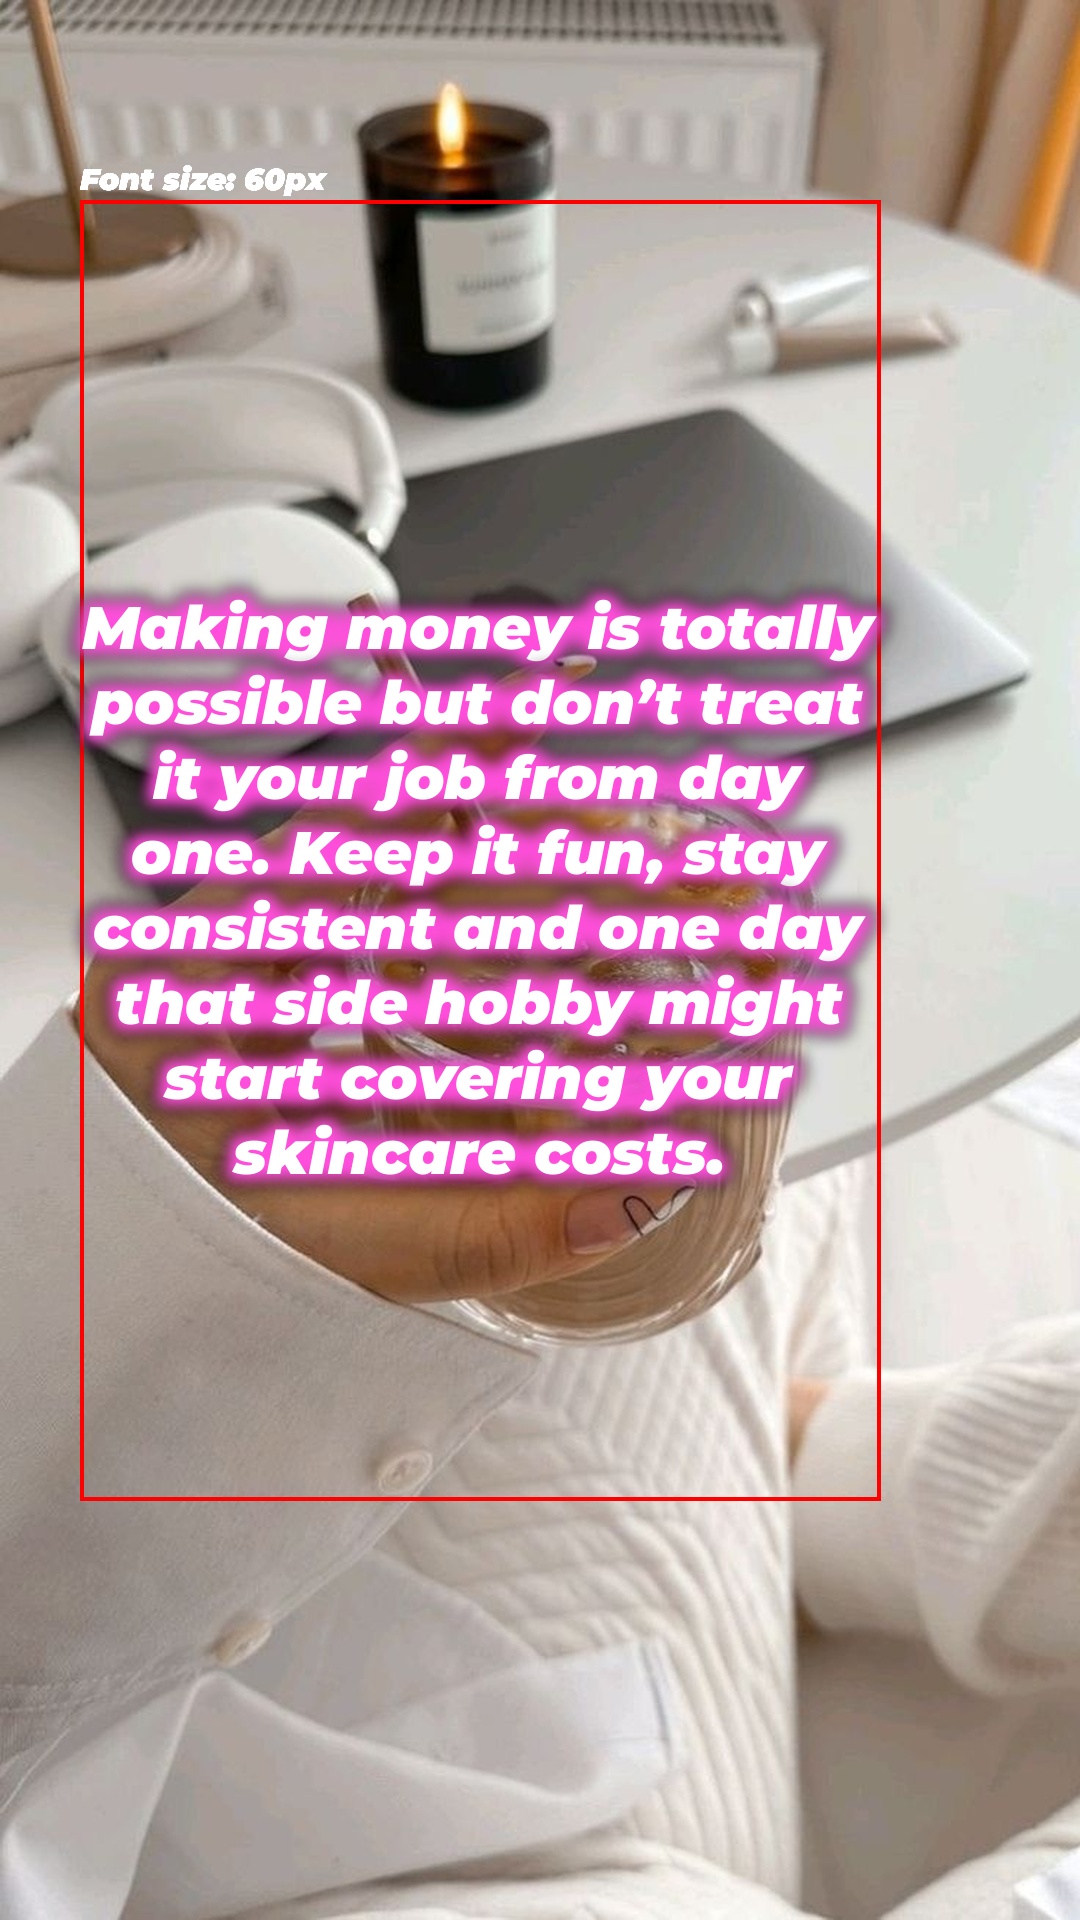 Font size: 60px
Making money is totally
possible but don’t treat
it your job from day
one. Keep it fun, stay
consistent and one day
that side hobby might
start covering your
skincare costs.